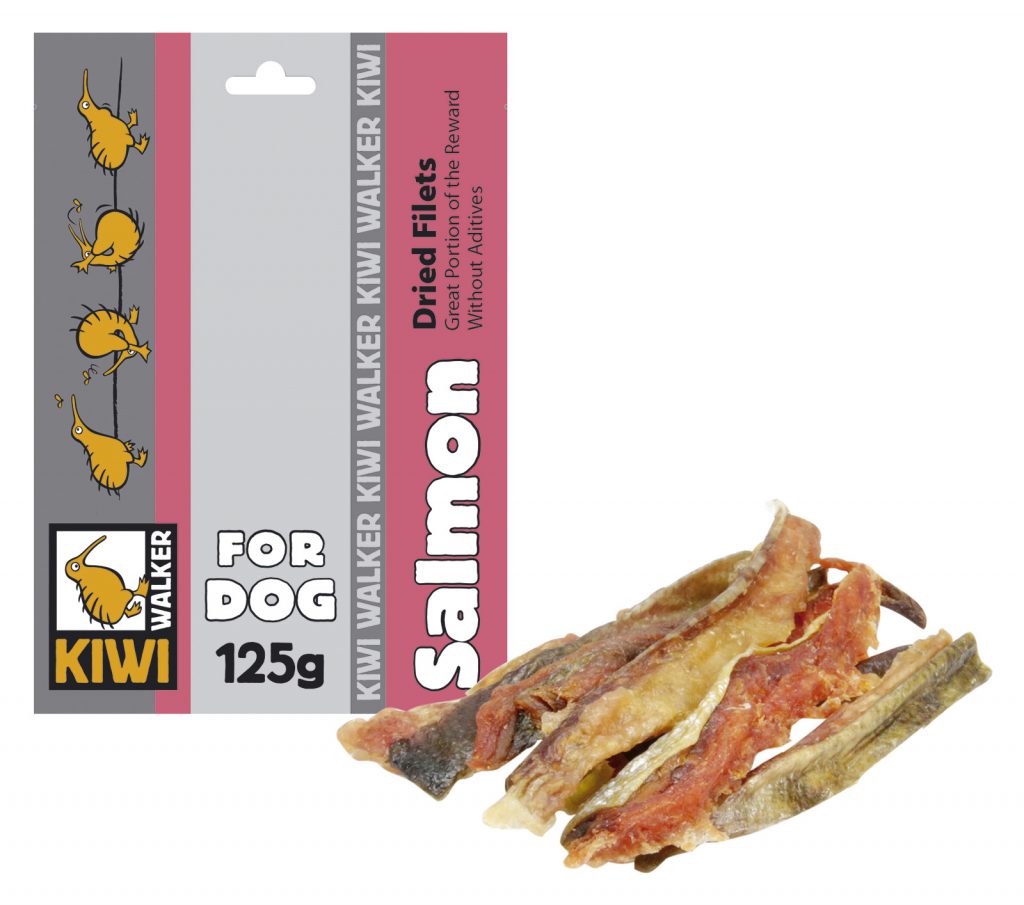 KIWI
WALKER
FOR
DOG
125g
KIWI WALKER KIWI WALKER KIWI WALKER KIWI
Salmon
Dried Filets
Great Portion of the Reward
Without Aditives